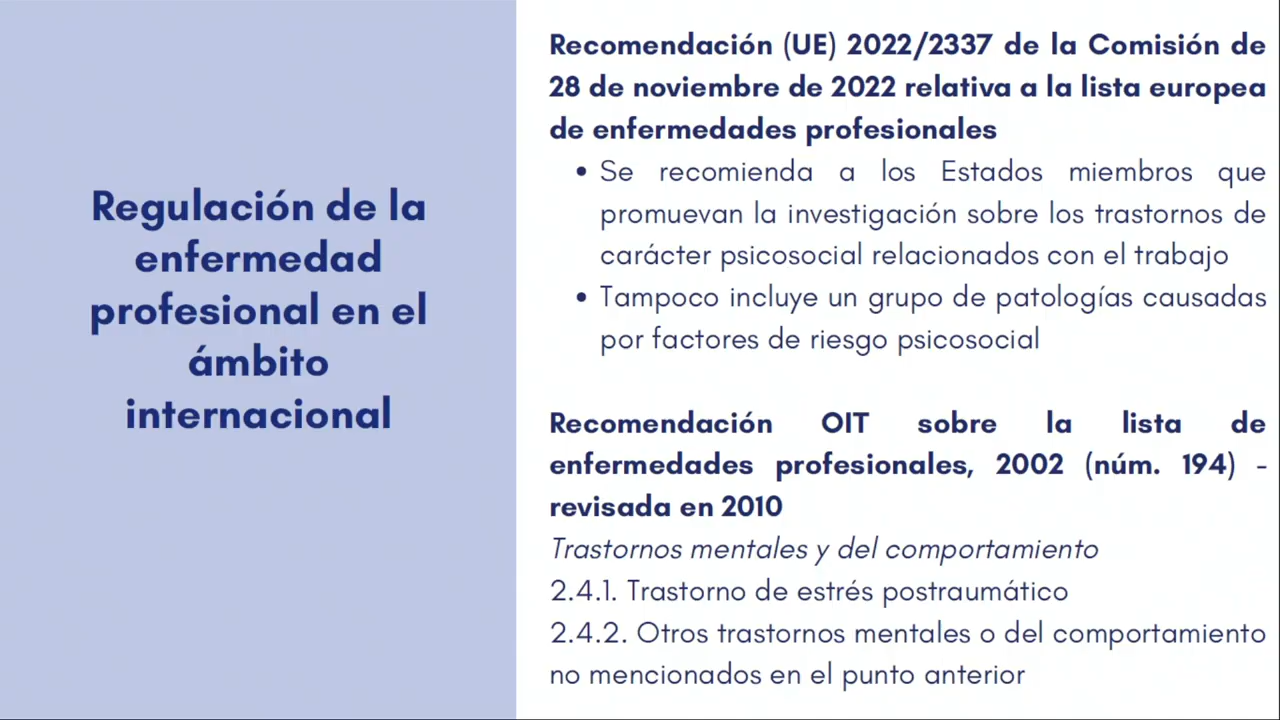 Regulación de la
enfermedad
profesional en el
ámbito
internacional
Recomendación (UE) 2022/2337 de la Comisión de
28 de noviembre de 2022 relativa a la lista europea
de enfermedades profesionales
• Se recomienda a los Estados miembros que
promuevan la investigación sobre los trastornos de
carácter psicosocial relacionados con el trabajo
• Tampoco incluye un grupo de patologías causadas
por factores de riesgo psicosocial
Recomendación OIT sobre la lista de
enfermedades profesionales, 2002 (núm. 194) -
revisada en 2010
Trastornos mentales y del comportamiento
2.4.1. Trastorno de estrés postraumático
2.4.2. Otros trastornos mentales o del comportamiento
no mencionados en el punto anterior